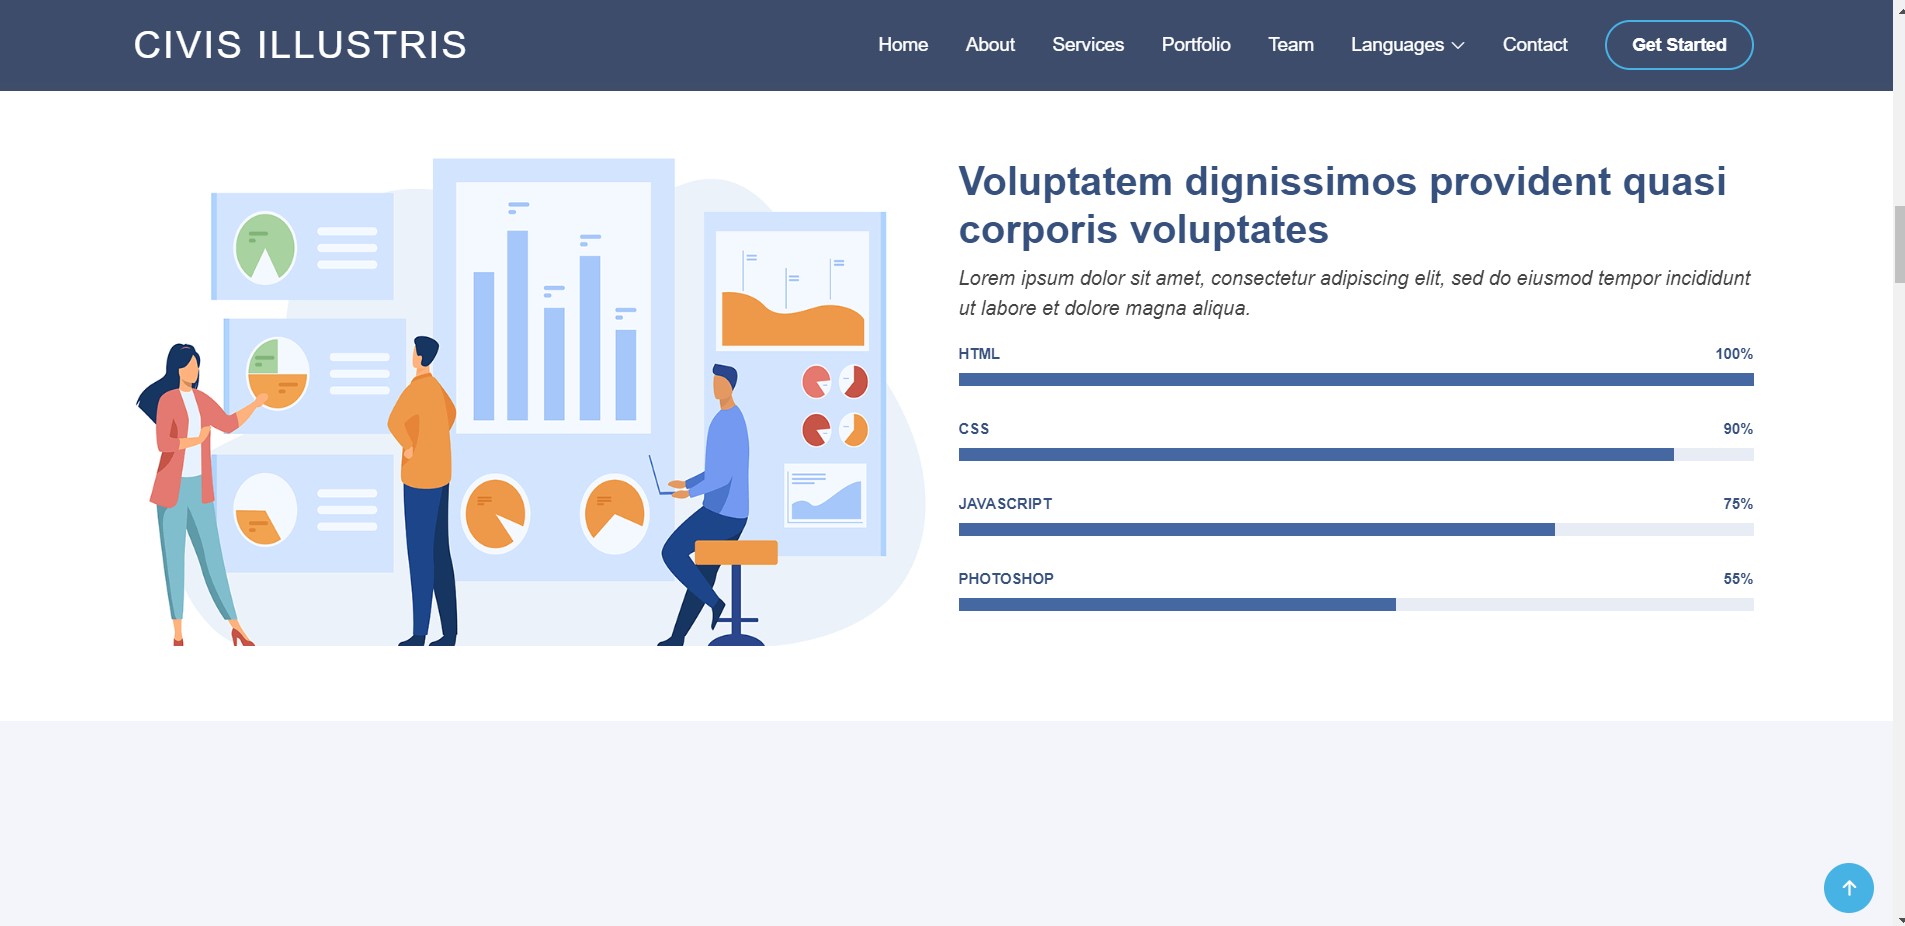 CIVIS ILLUSTRIS
Home About Services Portfolio Team Languages Contact Get Started
Voluptatem dignissimos provident quasi
corporis voluptates
Lorem ipsum dolor sit amet, consectetur adipiscing elit, sed do eiusmod tempor incididunt
ut labore et dolore magna aliqua.
HTML 100%
CSS 90%
JAVASCRIPT 75%
PHOTOSHOP 55%